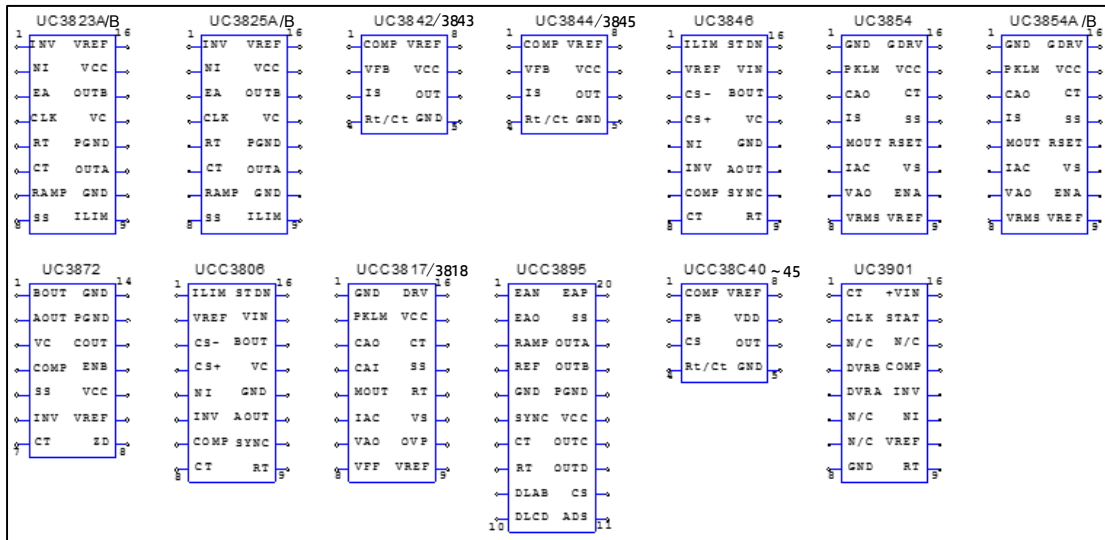 UC3823A/B
1 16
INV VREF
NI VCC
EA OUTB
CLK VC
RT PGND
CT OUTA
RAMP GND
SS ILIM
8 9
UC3825A/B
1 16
INV VREF
NI VCC
EA OUTB
CLK VC
RT PGND
CT OUTA
RAMP GND
SS ILIM
8 9
UC3842/3843
1 8
COMP VREF
VFB VCC
IS OUT
Rt/Ct GND
4 5
UC3844/3845
1 8
COMP VREF
VFB VCC
IS OUT
Rt/Ct GND
4 5
UC3846
1 16
ILIM STDN
VREF VIN
CS- BOUT
CS+ VC
NI GND
INV AOUT
COMP SYNC
CT RT
8 9
UC3854
1 16
GND GDRV
PKLM VCC
CAO CT
IS SS
MOUT RSET
IAC VS
VAO ENA
VRMS VREF
8 9
UC3854A/B
1 16
GND GDRV
PKLM VCC
CAO CT
IS SS
MOUT RSET
IAC VS
VAO ENA
VRMS VREF
8 9
UC3872
1 14
BOUT GND
AOUT PGND
VC COUT
COMP ENB
SS VCC
INV VREF
CT ZD
7 8
UCC3806
1 16
ILIM STDN
VREF VIN
CS- BOUT
CS+ VC
NI GND
INV AOUT
COMP SYNC
CT RT
8 9
UCC3817/3818
1 16
GND DRV
PKLM VCC
CAO CT
CAI SS
MOUT RT
IAC VS
VAO OVP
VFF VREF
8 9
UCC3895
1 20
EAN EAP
EAO SS
RAMP OUTA
REF OUTB
GND PGND
SYNC VCC
CT OUTC
RT OUTD
DLAB CS
DLCD ADS
10 11
UCC38C40 ~45
1 8
COMP VREF
FB VDD
CS OUT
Rt/Ct GND
4 5
UC3901
1 16
CT +VIN
CLK STAT
N/C N/C
DVRB COMP
DVRA INV
N/C NI
N/C VREF
GND RT
8 9